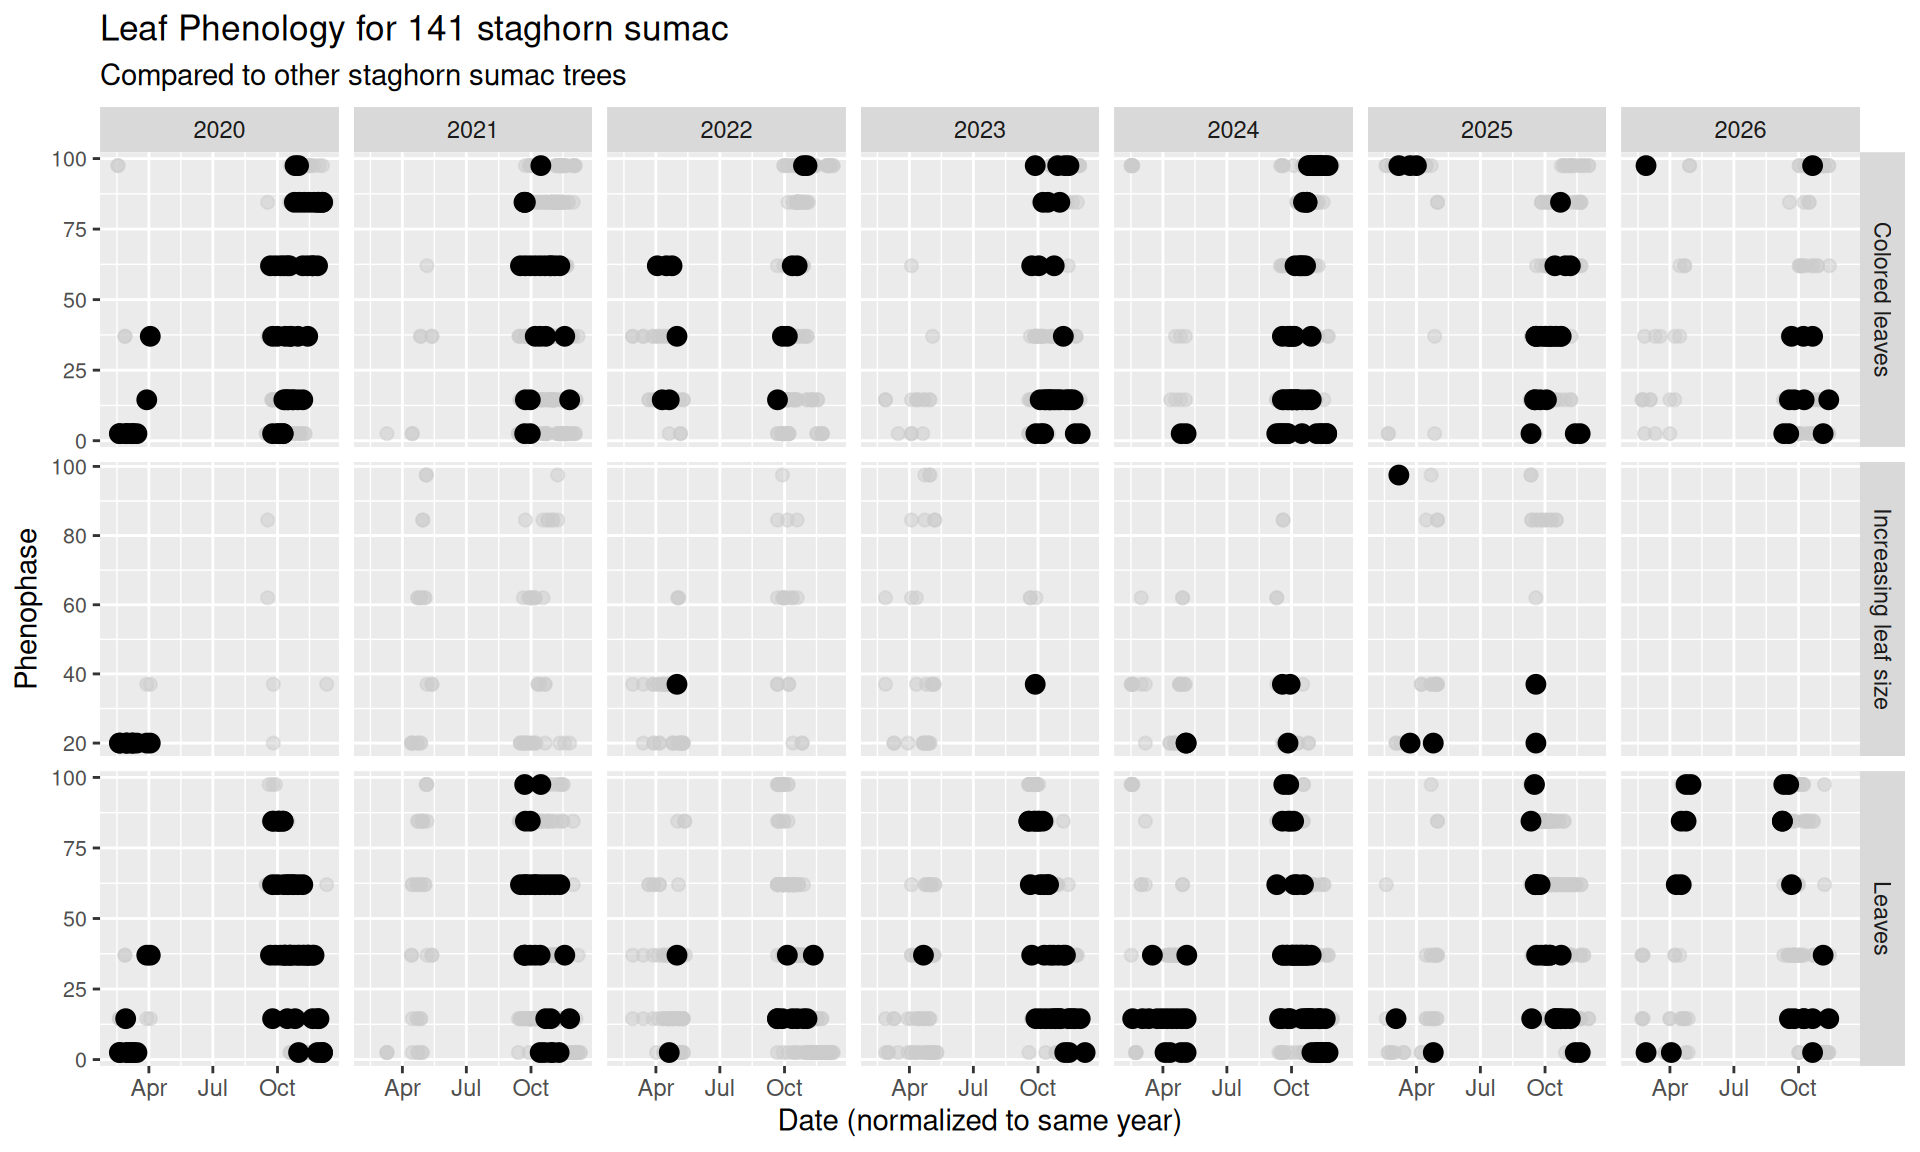 Leaf Phenology for 141 staghorn sumac
Compared to other staghorn sumac trees
2020 2021 2022 2023 2024 2025 2026
100
75
50
25
0
Colored leaves
100
80
60
40
20
Increasing leaf size
100
75
50
25
0
Leaves
Phenophase
Apr Jul Oct Apr Jul Oct Apr Jul Oct Apr Jul Oct Apr Jul Oct Apr Jul Oct Apr Jul Oct
Date (normalized to same year)